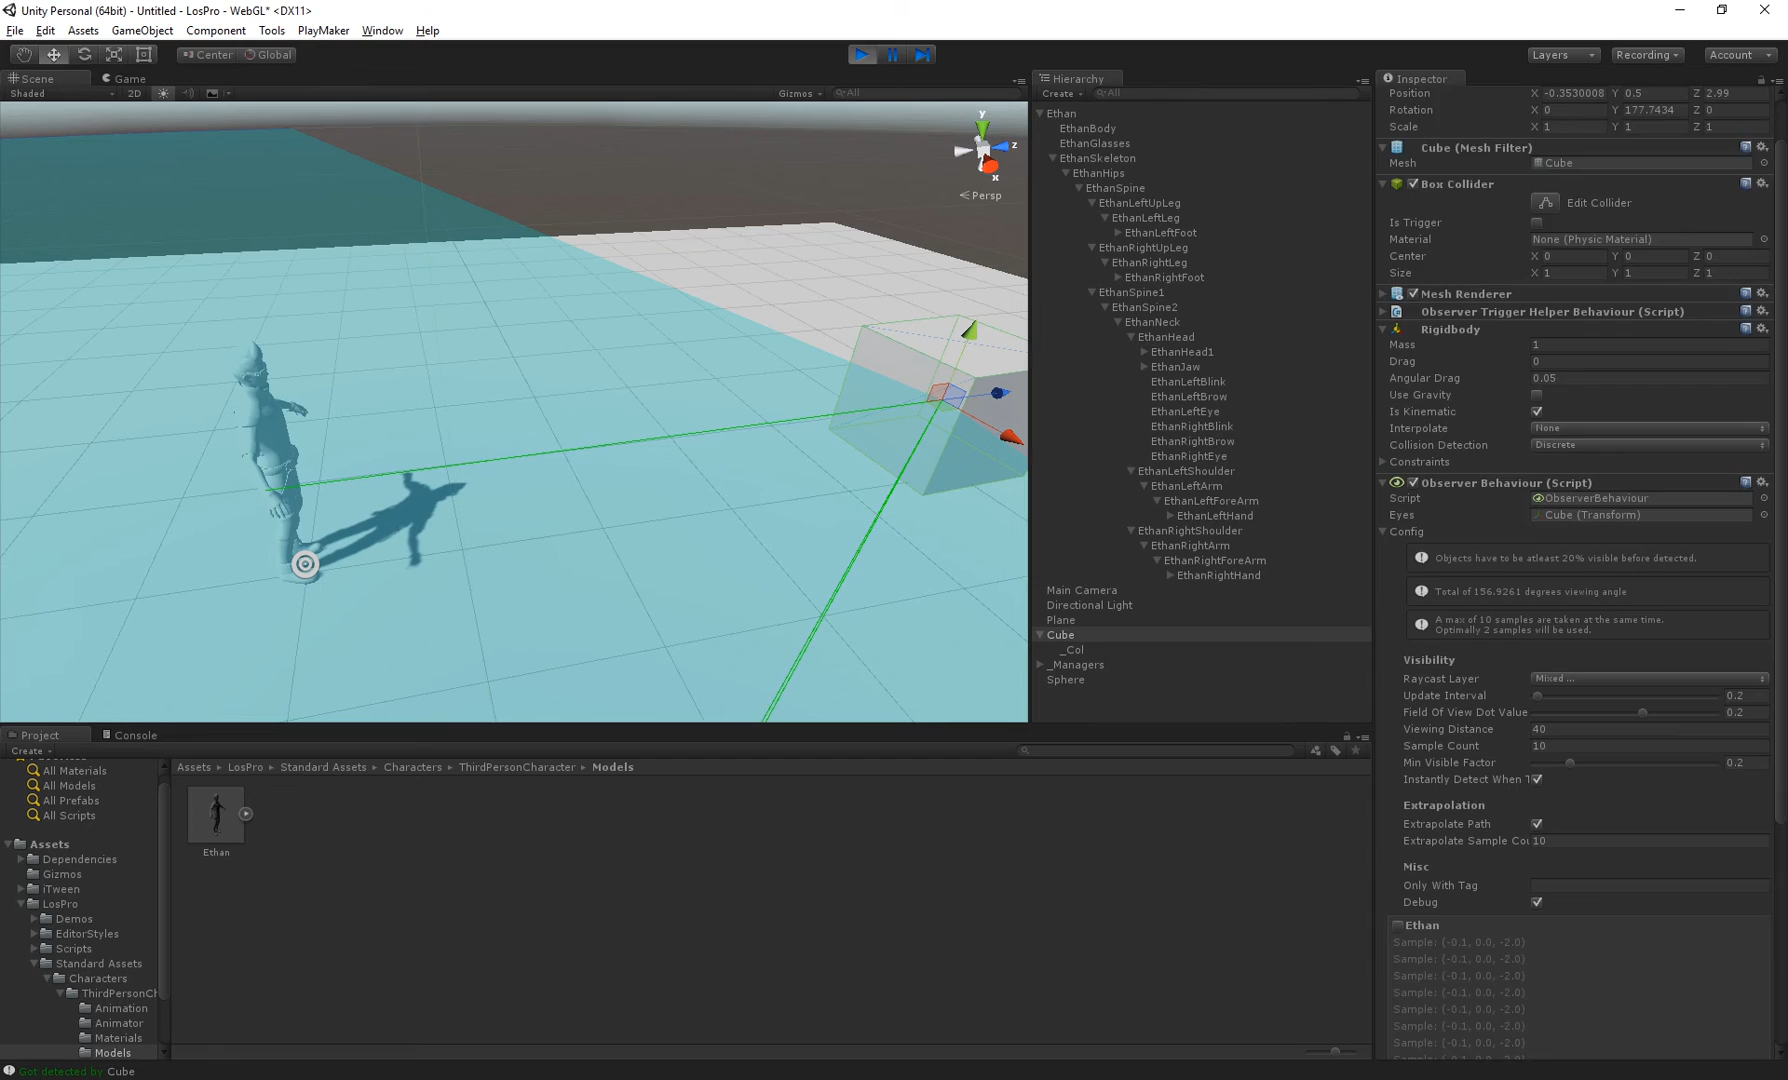 Unity Personal (64bit) - Untitled - LosPro - WebGL* <DX11>
File Edit Assets GameObject Component Tools PlayMaker Window Help
Center Global
Layers Recording Account
Scene Game
Shaded 2D Gizmos All
y
z
x
Persp
Hierarchy
Create All
Ethan
EthanBody
EthanGlasses
EthanSkeleton
EthanHips
EthanSpine
EthanLeftUpLeg
EthanLeftLeg
EthanLeftFoot
EthanRightUpLeg
EthanRightLeg
EthanRightFoot
EthanSpine1
EthanSpine2
EthanNeck
EthanHead
EthanHead1
EthanJaw
EthanLeftBlink
EthanLeftBrow
EthanLeftEye
EthanRightBlink
EthanRightBrow
EthanRightEye
EthanLeftShoulder
EthanLeftArm
EthanLeftForeArm
EthanLeftHand
EthanRightShoulder
EthanRightArm
EthanRightForeArm
EthanRightHand
Main Camera
Directional Light
Plane
Cube
_Col
_Managers
Sphere
Inspector
Position X -0.3530008 Y 0.5 Z 2.99
Rotation X 0 Y 177.7434 Z 0
Scale X 1 Y 1 Z 1
Cube (Mesh Filter)
Mesh Cube
Box Collider
Edit Collider
Is Trigger
Material None (Physic Material)
Center X 0 Y 0 Z 0
Size X 1 Y 1 Z 1
Mesh Renderer
Observer Trigger Helper Behaviour (Script)
Rigidbody
Mass 1
Drag 0
Angular Drag 0.05
Use Gravity
Is Kinematic
Interpolate None
Collision Detection Discrete
Constraints
Observer Behaviour (Script)
Script ObserverBehaviour
Eyes Cube (Transform)
Config
Objects have to be atleast 20% visible before detected.
Total of 156.9261 degrees viewing angle
A max of 10 samples are taken at the same time.
Optimally 2 samples will be used.
Visibility
Raycast Layer Mixed ...
Update Interval 0.2
Field Of View Dot Value 0.2
Viewing Distance 40
Sample Count 10
Min Visible Factor 0.2
Instantly Detect When T
Extrapolation
Extrapolate Path
Extrapolate Sample Cou 10
Misc
Only With Tag
Debug
Ethan
Sample: (-0.1, 0.0, -2.0)
Sample: (-0.1, 0.0, -2.0)
Sample: (-0.1, 0.0, -2.0)
Sample: (-0.1, 0.0, -2.0)
Sample: (-0.1, 0.0, -2.0)
Sample: (-0.1, 0.0, -2.0)
Sample: (-0.1, 0.0, -2.0)
Project Console
Create
All Materials
All Models
All Prefabs
All Scripts
Assets
Dependencies
Gizmos
iTween
LosPro
Demos
EditorStyles
Scripts
Standard Assets
Characters
ThirdPersonCh
Animation
Animator
Materials
Models
Assets LosPro Standard Assets Characters ThirdPersonCharacter Models
Ethan
Got detected by Cube